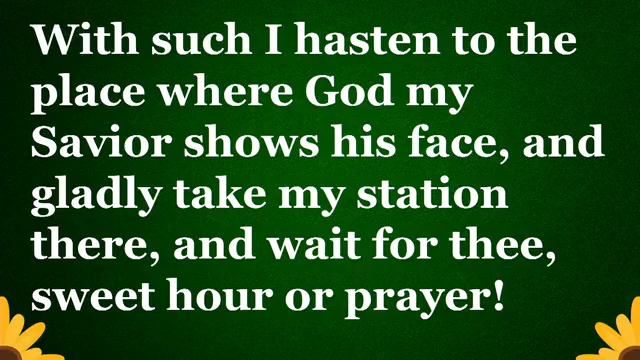 With such I hasten to the
place where God my
Savior shows his face, and
gladly take my station
there, and wait for thee,
sweet hour or prayer!